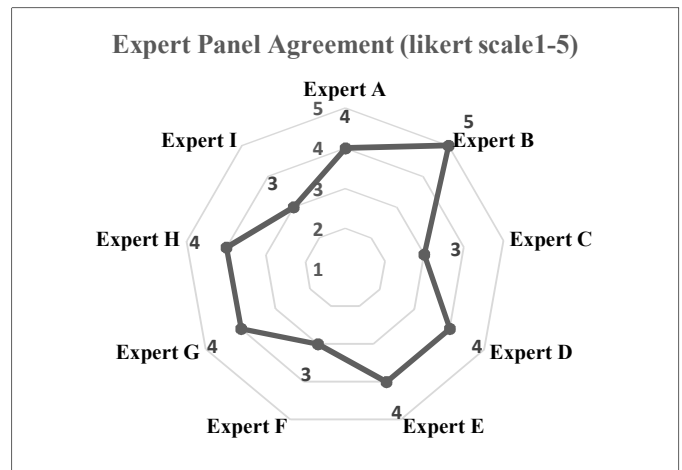 Expert Panel Agreement (likert scale1-5)
Expert A
5
4
5
Expert B
Expert I
4
3
3
Expert H
4
2
3
Expert C
1
Expert G
4
4
Expert D
3
Expert F
4
Expert E